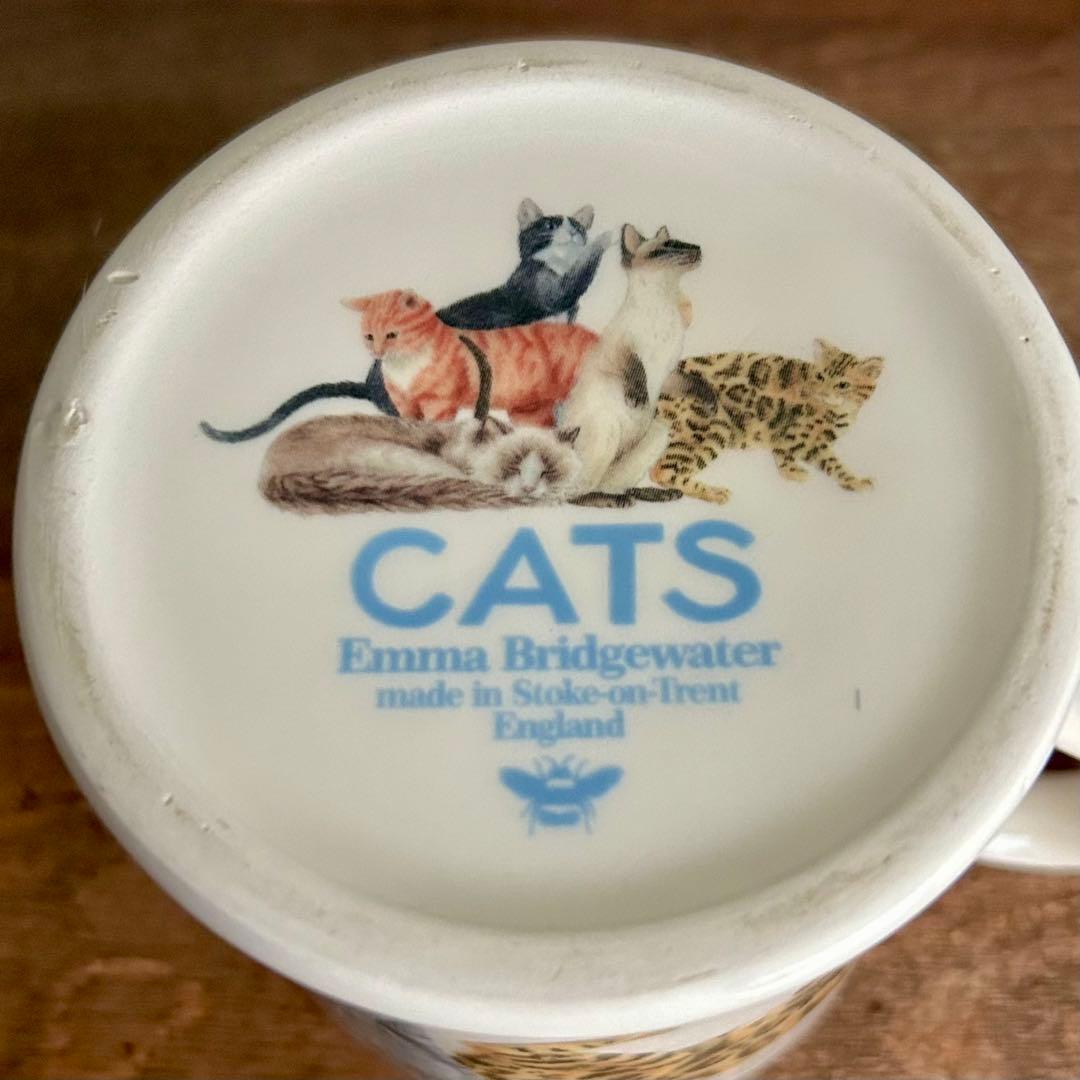 CATS
Emma Bridgewater
made in Stoke-on-Trent
England